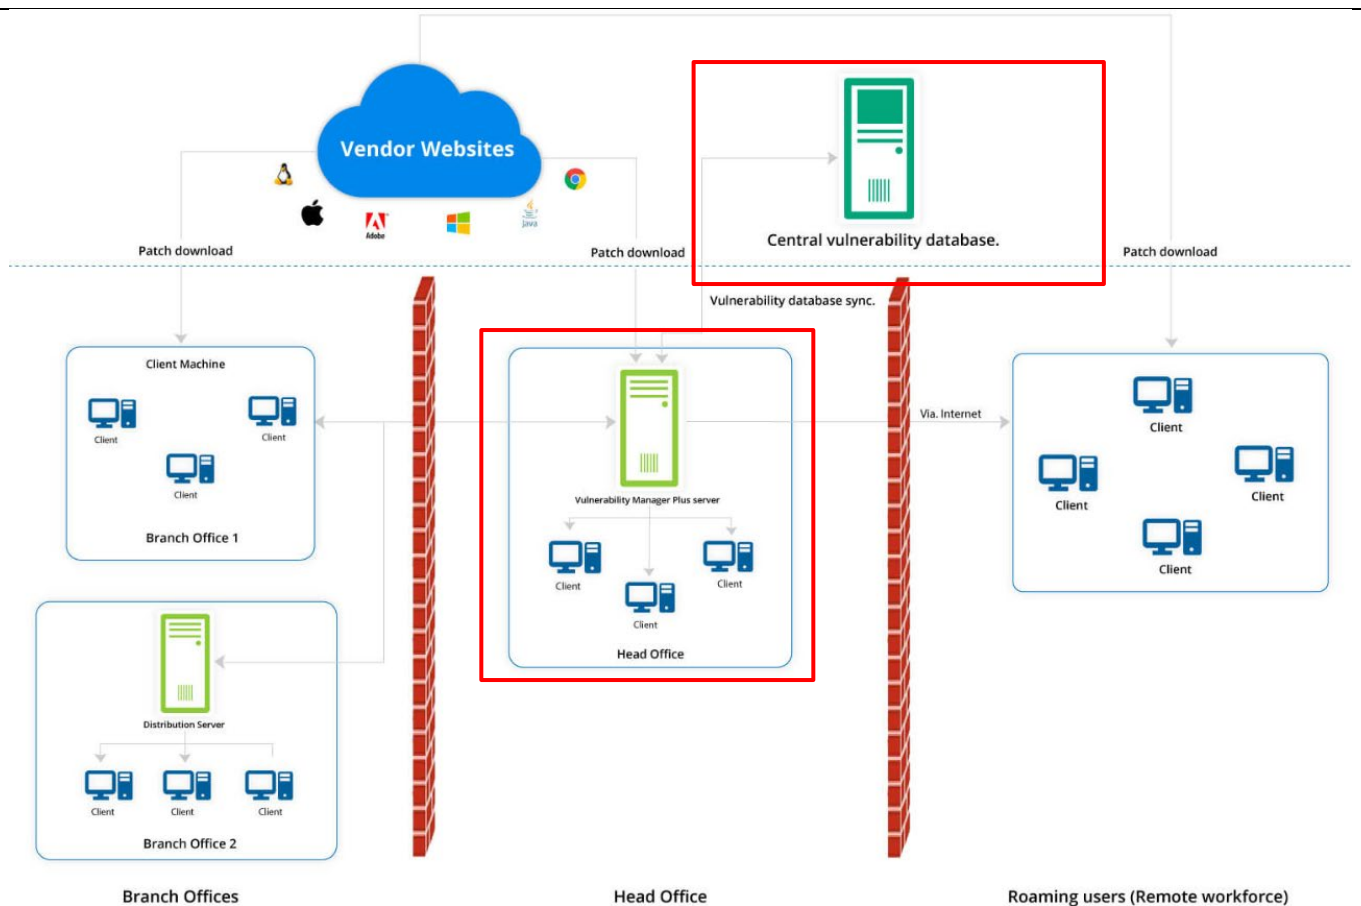 Vendor Websites
Adobe
Java
Central vulnerability database.
Patch download
Patch download
Patch download
Vulnerability database sync.
Client Machine
Client
Client
Client
Branch Office 1
Vulnerability Manager Plus server
Client
Client
Client
Head Office
Via. Internet
Client
Client
Client
Client
Distribution Server
Client
Client
Client
Branch Office 2
Branch Offices
Head Office
Roaming users (Remote workforce)